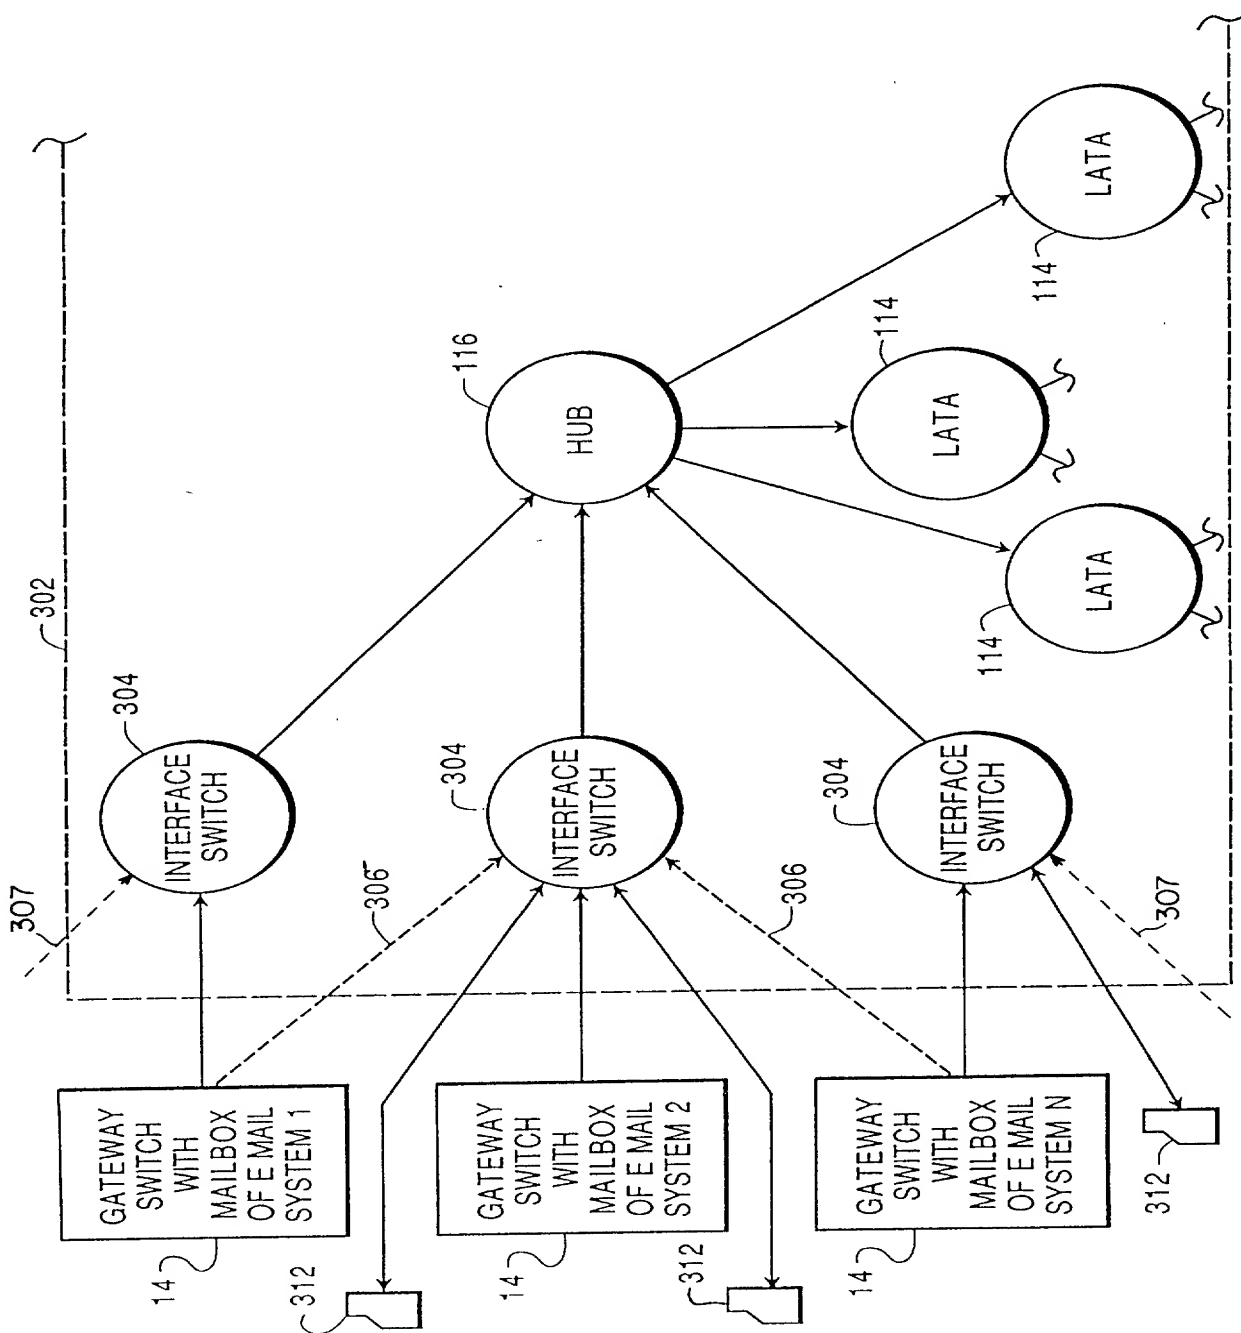 302
307
304
INTERFACE
SWITCH
GATEWAY
SWITCH
WITH
MAILBOX
OF E MAIL
SYSTEM 1
14
312
306
116
HUB
304
INTERFACE
SWITCH
GATEWAY
SWITCH
WITH
MAILBOX
OF E MAIL
SYSTEM 2
14
312
306
304
INTERFACE
SWITCH
307
GATEWAY
SWITCH
WITH
MAILBOX
OF E MAIL
SYSTEM N
14
312
114
LATA
114
LATA
114
LATA